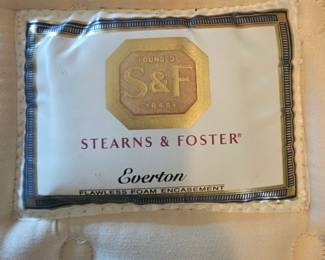 FOUNDED
S&F
1846
STEARNS & FOSTER®
Everton
FLAWLESS FOAM ENCASEMENT